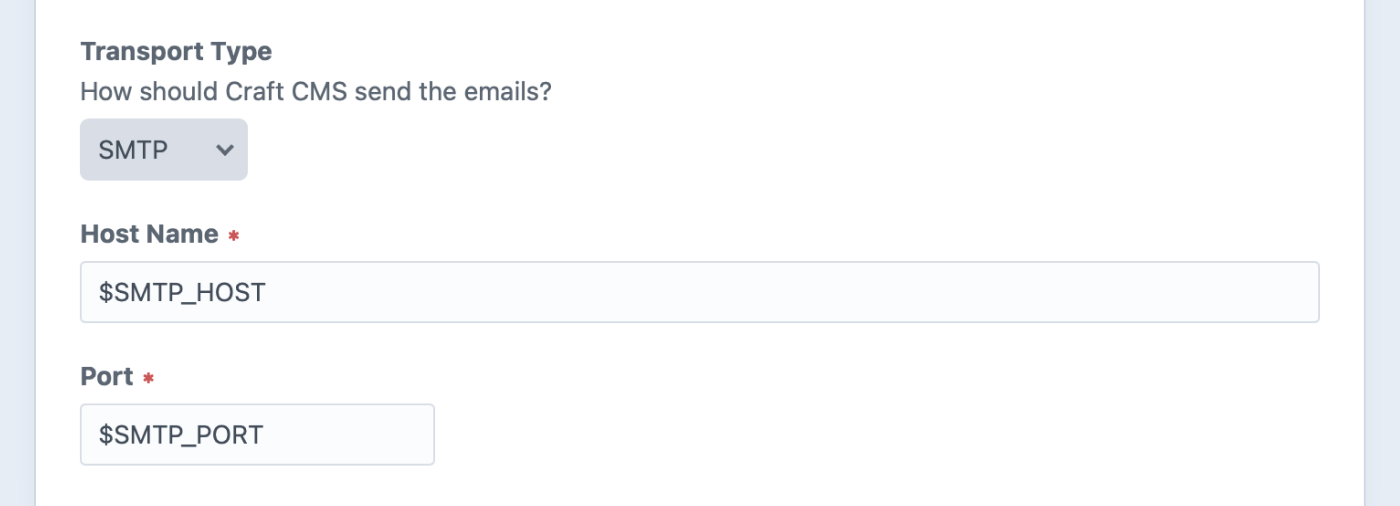 Transport Type
How should Craft CMS send the emails?
SMTP
Host Name *
$SMTP_HOST
Port *
$SMTP_PORT